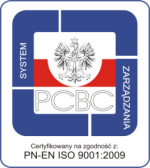 SYSTEM
ZARZĄDZANIA
PCBC
Certyfikowany na zgodność z:
PN-EN ISO 9001:2009